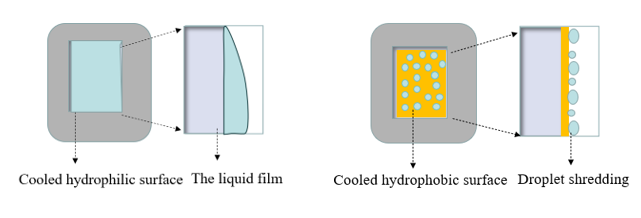 Cooled hydrophilic surface
The liquid film
Cooled hydrophobic surface
Droplet shredding